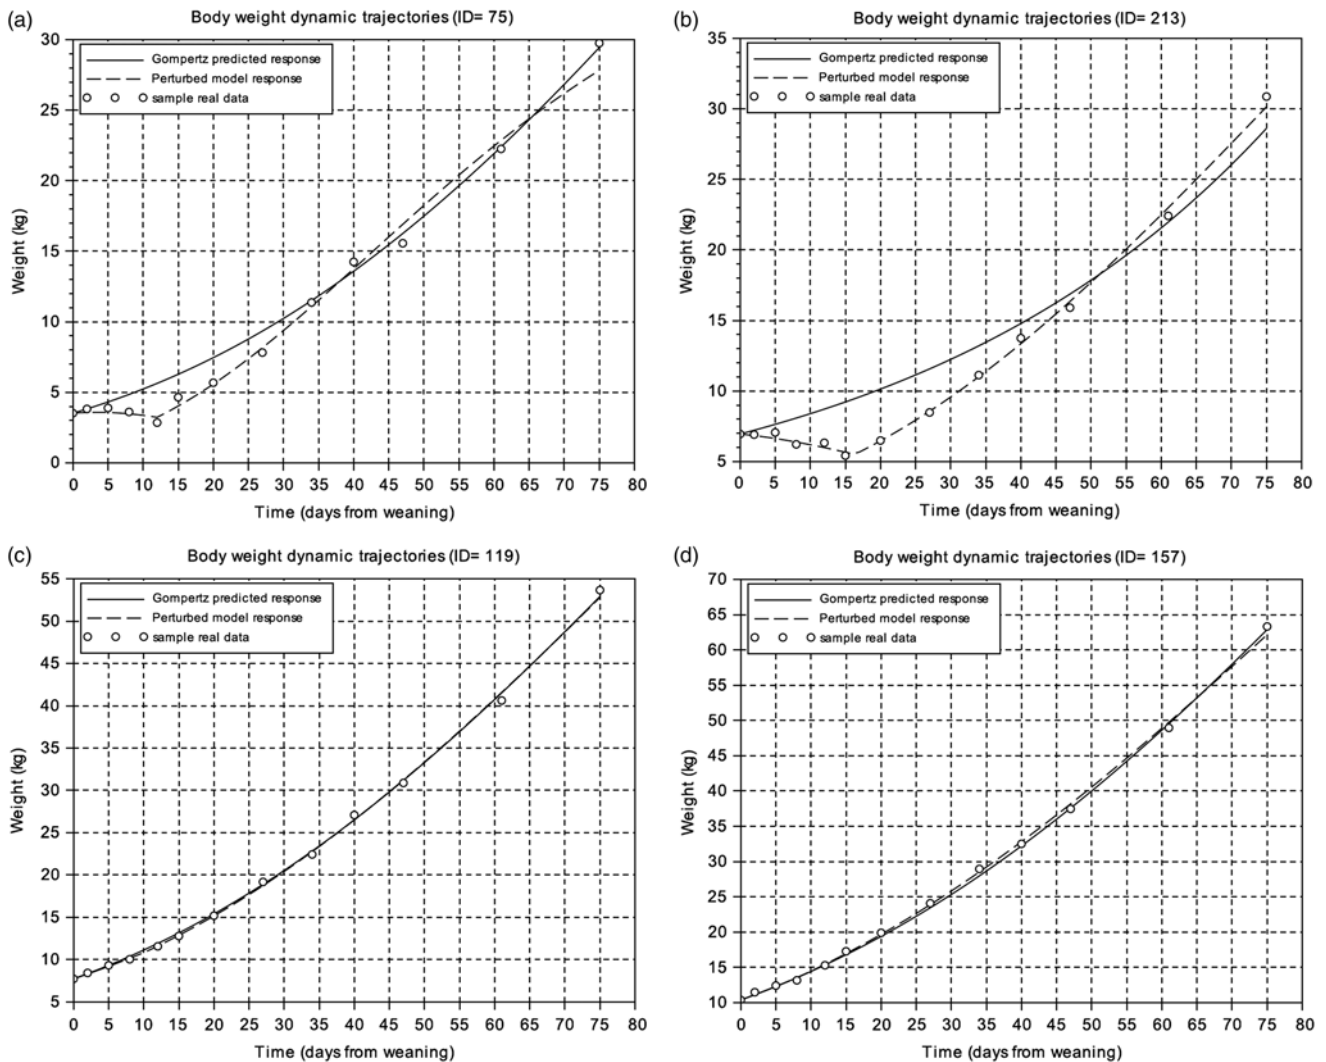 (a)
Body weight dynamic trajectories (ID= 75)
Gompertz predicted response
Perturbed model response
sample real data
30
25
20
15
10
5
0
Weight (kg)
0 5 10 15 20 25 30 35 40 45 50 55 60 65 70 75 80
Time (days from weaning)
(b)
Body weight dynamic trajectories (ID= 213)
Gompertz predicted response
Perturbed model response
sample real data
35
30
25
20
15
10
5
Weight (kg)
0 5 10 15 20 25 30 35 40 45 50 55 60 65 70 75 80
Time (days from weaning)
(c)
Body weight dynamic trajectories (ID= 119)
Gompertz predicted response
Perturbed model response
sample real data
55
50
45
40
35
30
25
20
15
10
5
Weight (kg)
0 5 10 15 20 25 30 35 40 45 50 55 60 65 70 75 80
Time (days from weaning)
(d)
Body weight dynamic trajectories (ID= 157)
Gompertz predicted response
Perturbed model response
sample real data
70
65
60
55
50
45
40
35
30
25
20
15
10
Weight (kg)
0 5 10 15 20 25 30 35 40 45 50 55 60 65 70 75 80
Time (days from weaning)